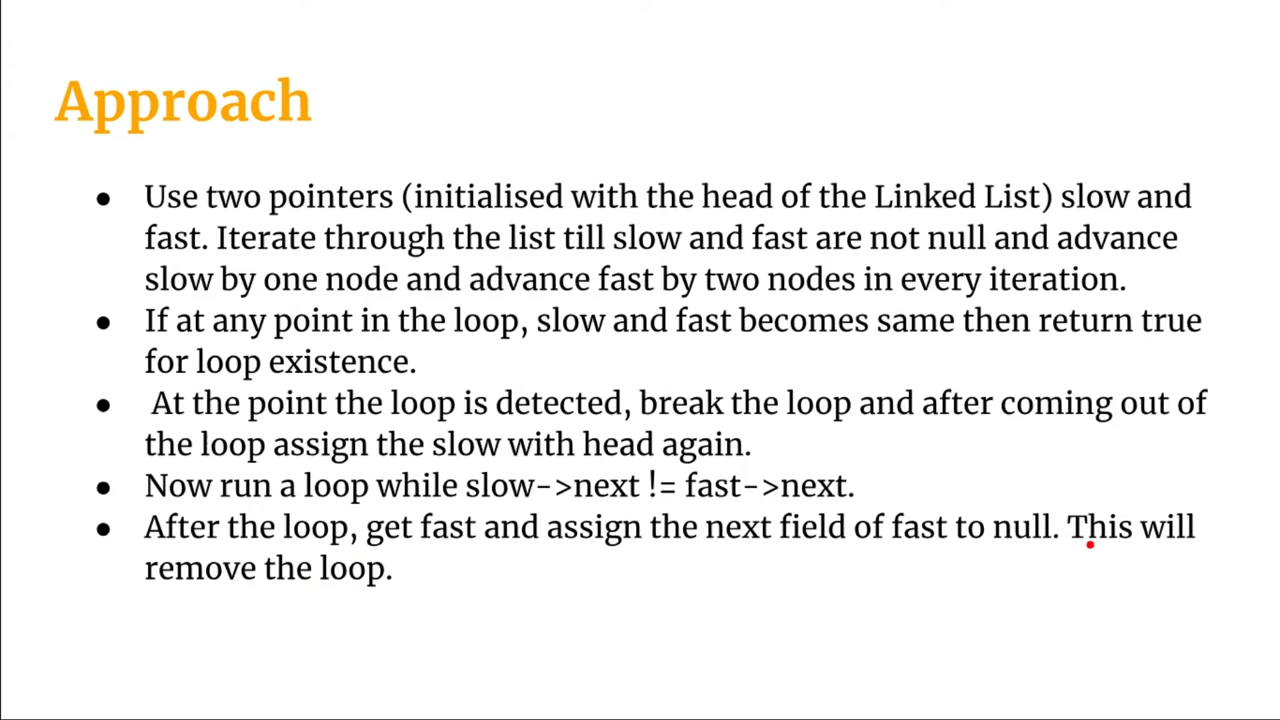 Approach
● Use two pointers (initialised with the head of the Linked List) slow and
fast. Iterate through the list till slow and fast are not null and advance
slow by one node and advance fast by two nodes in every iteration.
● If at any point in the loop, slow and fast becomes same then return true
for loop existence.
● At the point the loop is detected, break the loop and after coming out of
the loop assign the slow with head again.
● Now run a loop while slow->next != fast->next.
● After the loop, get fast and assign the next field of fast to null. This will
remove the loop.